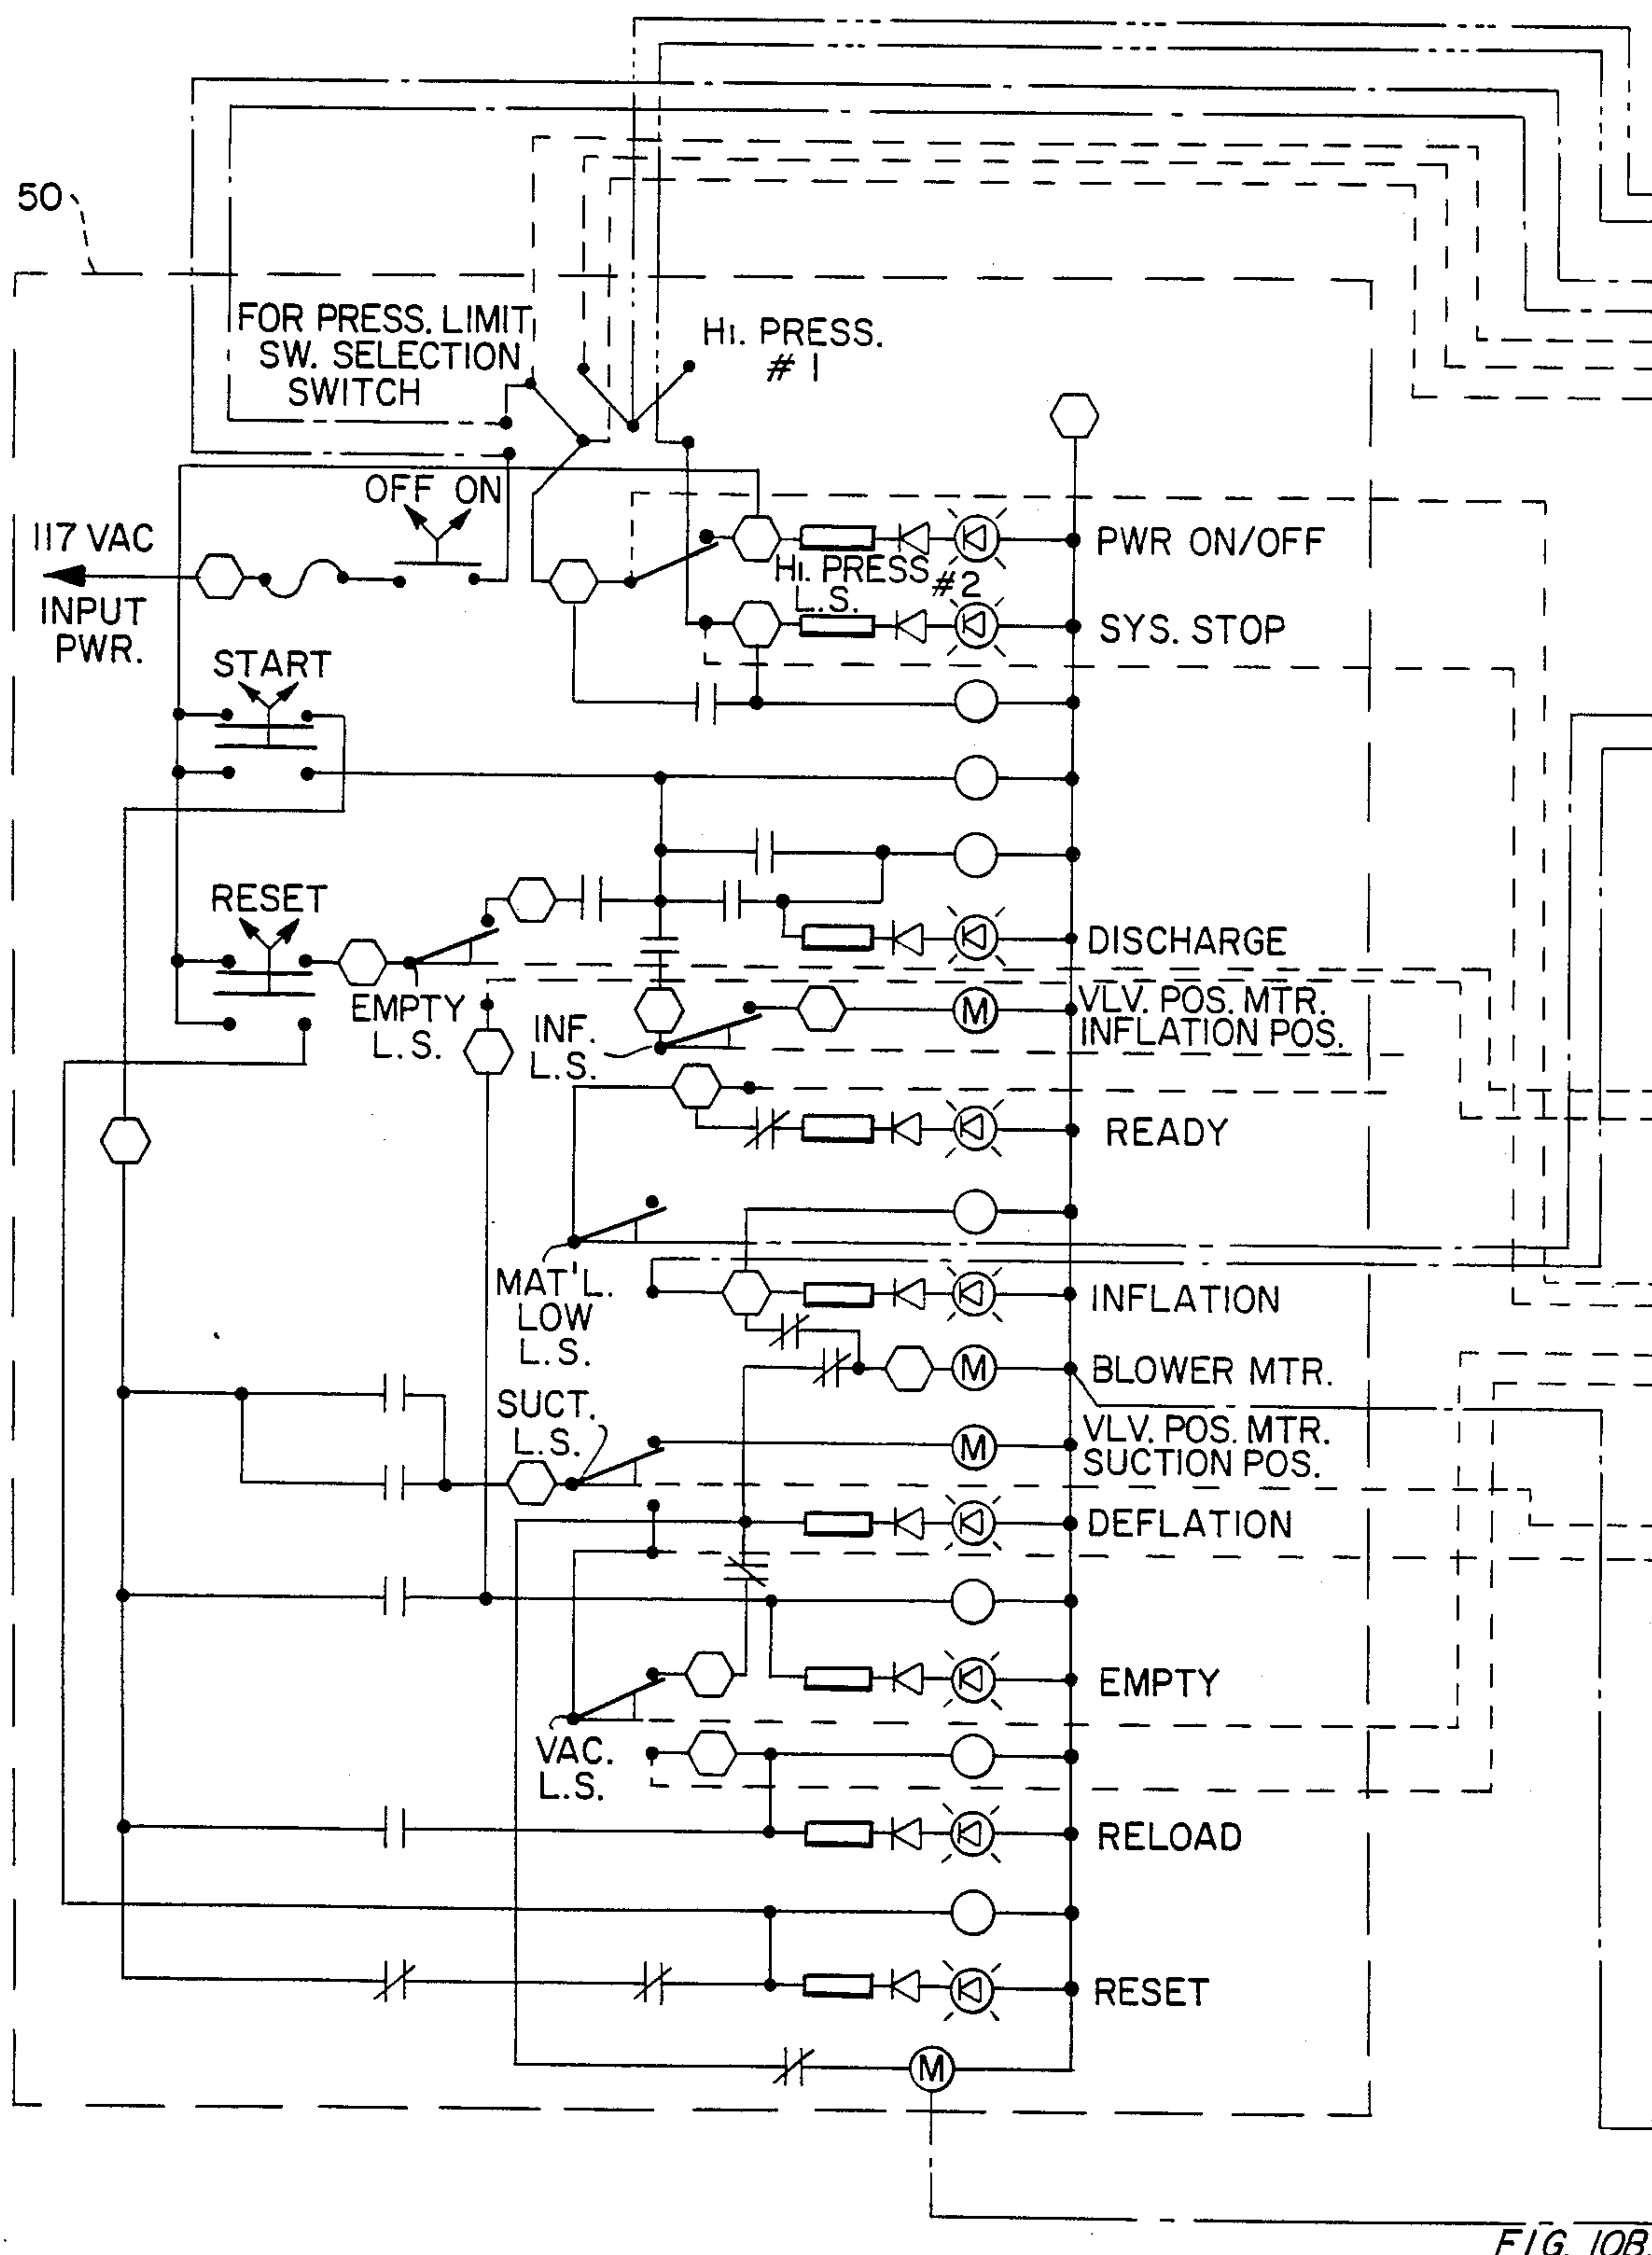 50
FOR PRESS. LIMIT
SW. SELECTION
SWITCH
HI. PRESS.
# 1
OFF ON
117 VAC
INPUT
PWR.
PWR ON/OFF
HI. PRESS #2
L.S.
SYS. STOP
START
RESET
DISCHARGE
EMPTY
L.S.
INF.
L.S.
M
VLV. POS. MTR.
INFLATION POS.
READY
MAT'L.
LOW
L.S.
INFLATION
M
BLOWER MTR.
SUCT.
L.S.
M
VLV. POS. MTR.
SUCTION POS.
DEFLATION
EMPTY
VAC.
L.S.
RELOAD
RESET
M
FIG. 10B.